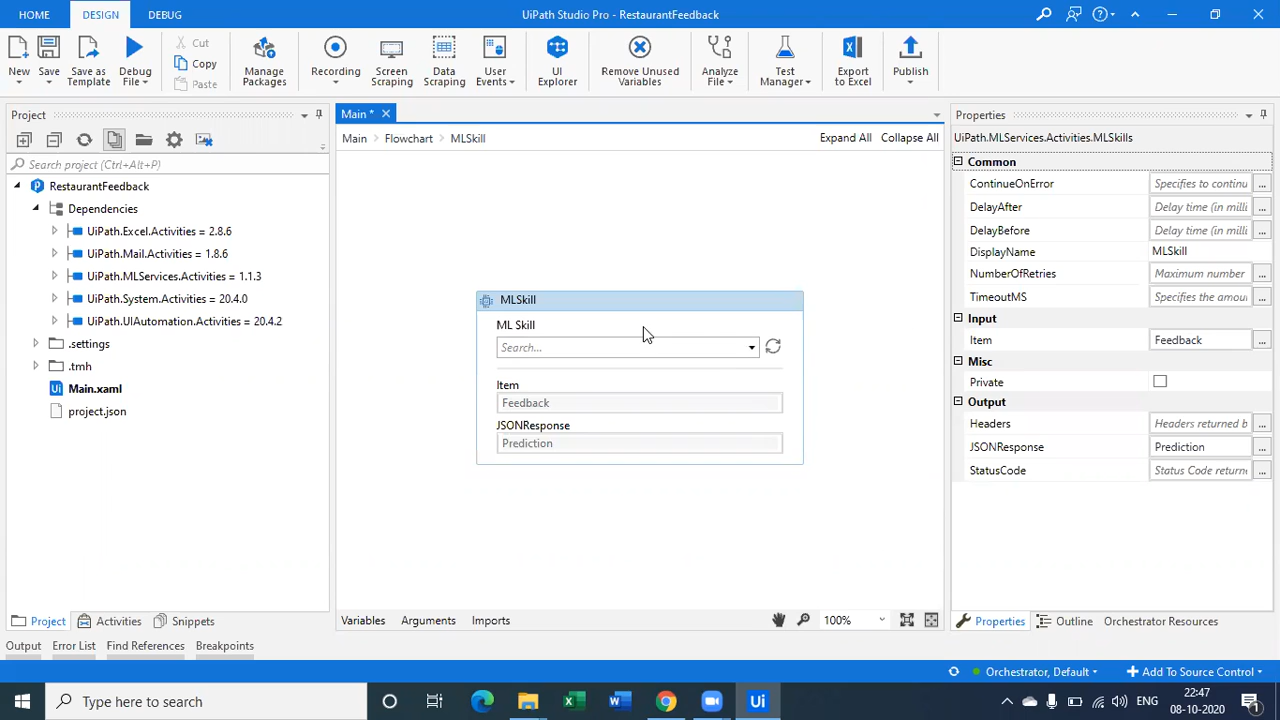 HOME DESIGN DEBUG UiPath Studio Pro - RestaurantFeedback
New Save Save as Template Debug File Cut Copy Paste Manage Packages Recording Screen Scraping Data Scraping User Events UI Explorer Remove Unused Variables Analyze File Test Manager Export to Excel Publish
Project
Search project (Ctrl+Alt+P)
RestaurantFeedback
Dependencies
UiPath.Excel.Activities = 2.8.6
UiPath.Mail.Activities = 1.8.6
UiPath.MLServices.Activities = 1.1.3
UiPath.System.Activities = 20.4.0
UiPath.UIAutomation.Activities = 20.4.2
.settings
.tmh
Main.xaml
project.json
Project Activities Snippets
Main *
Main Flowchart MLSkill Expand All Collapse All
MLSkill
ML Skill
Search...
Item
Feedback
JSONResponse
Prediction
Variables Arguments Imports 100%
Properties
UiPath.MLServices.Activities.MLSkills
Common
ContinueOnError Specifies to continu ...
DelayAfter Delay time (in milli ...
DelayBefore Delay time (in milli ...
DisplayName MLSkill
NumberOfRetries Maximum number ...
TimeoutMS Specifies the amou ...
Input
Item Feedback ...
Misc
Private
Output
Headers Headers returned b ...
JSONResponse Prediction ...
StatusCode Status Code return ...
Properties Outline Orchestrator Resources
Output Error List Find References Breakpoints
Orchestrator, Default Add To Source Control
Type here to search
Ui
ENG
22:47
08-10-2020
1